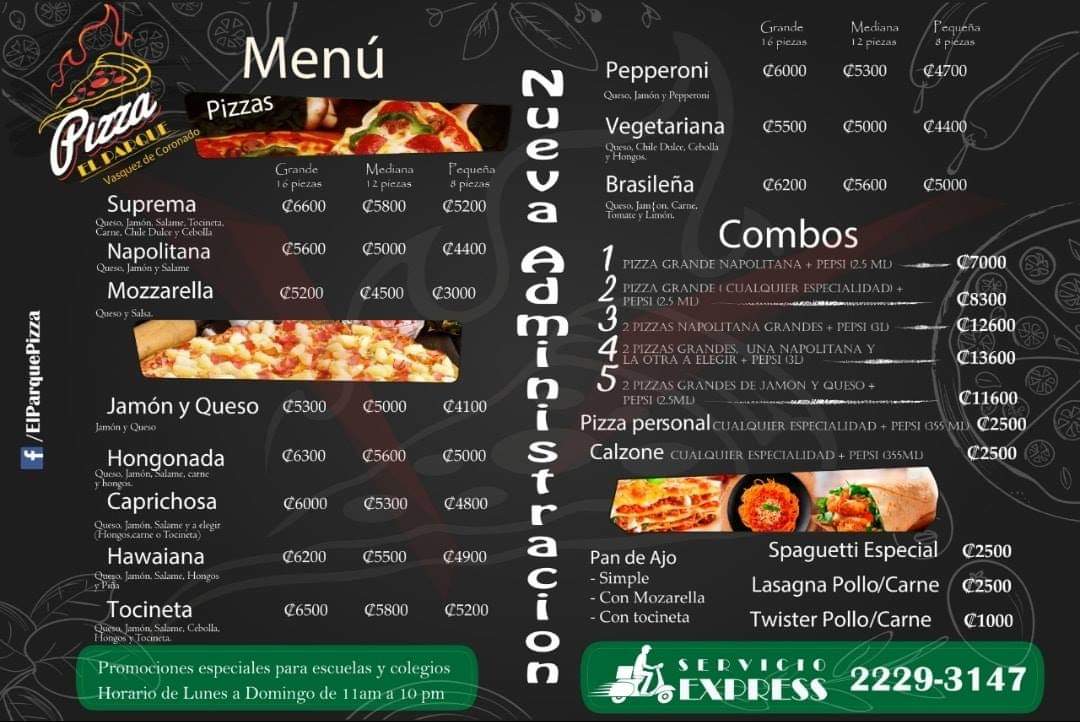 Pizza
EL PARQUE
Vasquez de Coronado
Menú
Pizzas
Grande Mediana Pequeña
16 piezas 12 piezas 8 piezas
Suprema ₡6600 ₡5800 ₡5200
Queso, Jamón, Salame, Tocineta,
Carne, Chile Dulce y Cebolla
Napolitana ₡5600 ₡5000 ₡4400
Queso, Jamón y Salame
Mozzarella ₡5200 ₡4500 ₡3000
Queso y Salsa.
Jamón y Queso ₡5300 ₡5000 ₡4100
Jamón y Queso
Hongonada ₡6300 ₡5600 ₡5000
Queso, Jamón, Salame, carne
y hongos.
Caprichosa ₡6000 ₡5300 ₡4800
Queso, Jamón, Salame y a elegir
(Hongos,carne o Tocineta)
Hawaiana ₡6200 ₡5500 ₡4900
Queso, Jamón, Salame, Hongos
y Piña
Tocineta ₡6500 ₡5800 ₡5200
Queso, Jamón, Salame, Cebolla,
Hongos y Tocineta.
Promociones especiales para escuelas y colegios
Horario de Lunes a Domingo de 11am a 10 pm
f /ElParquePizza
Nueva Administracion
Grande Mediana Pequeña
16 piezas 12 piezas 8 piezas
Pepperoni ₡6000 ₡5300 ₡4700
Queso, Jamón y Pepperoni
Vegetariana ₡5500 ₡5000 ₡4400
Queso, Chile Dulce, Cebolla
y Hongos.
Brasileña ₡6200 ₡5600 ₡5000
Queso, Jam¦on, Carne,
Tomate y Limón.
Combos
1 PIZZA GRANDE NAPOLITANA + PEPSI (2.5 ML) ₡7000
2 PIZZA GRANDE ( CUALQUIER ESPECIALIDAD) +
PEPSI (2.5 ML) ₡8300
3 2 PIZZAS NAPOLITANA GRANDES + PEPSI (3L) ₡12600
4 2 PIZZAS GRANDES, UNA NAPOLITANA Y
LA OTRA A ELEGIR + PEPSI (3L) ₡13600
5 2 PIZZAS GRANDES DE JAMON Y QUESO +
PEPSI (2.5ML) ₡11600
Pizza personal CUALQUIER ESPECIALIDAD + PEPSI (355 ML) ₡2500
Calzone CUALQUIER ESPECIALIDAD + PEPSI (355ML) ₡2500
Pan de Ajo
- Simple
- Con Mozarella
- Con tocineta
Spaguetti Especial ₡2500
Lasagna Pollo/Carne ₡2500
Twister Pollo/Carne ₡1000
SERVICIO
EXPRESS 2229-3147